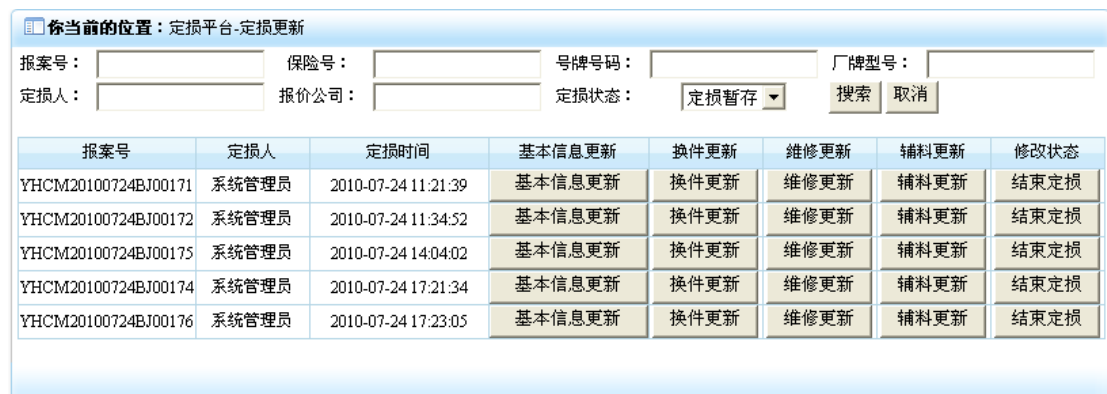 你当前的位置：定损平台-定损更新
报案号： 保险号： 号牌号码： 厂牌型号：
定损人： 报价公司： 定损状态： 定损暂存 搜索 取消
报案号 定损人 定损时间 基本信息更新 换件更新 维修更新 辅料更新 修改状态
YHCM20100724BJ00171 系统管理员 2010-07-24 11:21:39 基本信息更新 换件更新 维修更新 辅料更新 结束定损
YHCM20100724BJ00172 系统管理员 2010-07-24 11:34:52 基本信息更新 换件更新 维修更新 辅料更新 结束定损
YHCM20100724BJ00175 系统管理员 2010-07-24 14:04:02 基本信息更新 换件更新 维修更新 辅料更新 结束定损
YHCM20100724BJ00174 系统管理员 2010-07-24 17:21:34 基本信息更新 换件更新 维修更新 辅料更新 结束定损
YHCM20100724BJ00176 系统管理员 2010-07-24 17:23:05 基本信息更新 换件更新 维修更新 辅料更新 结束定损